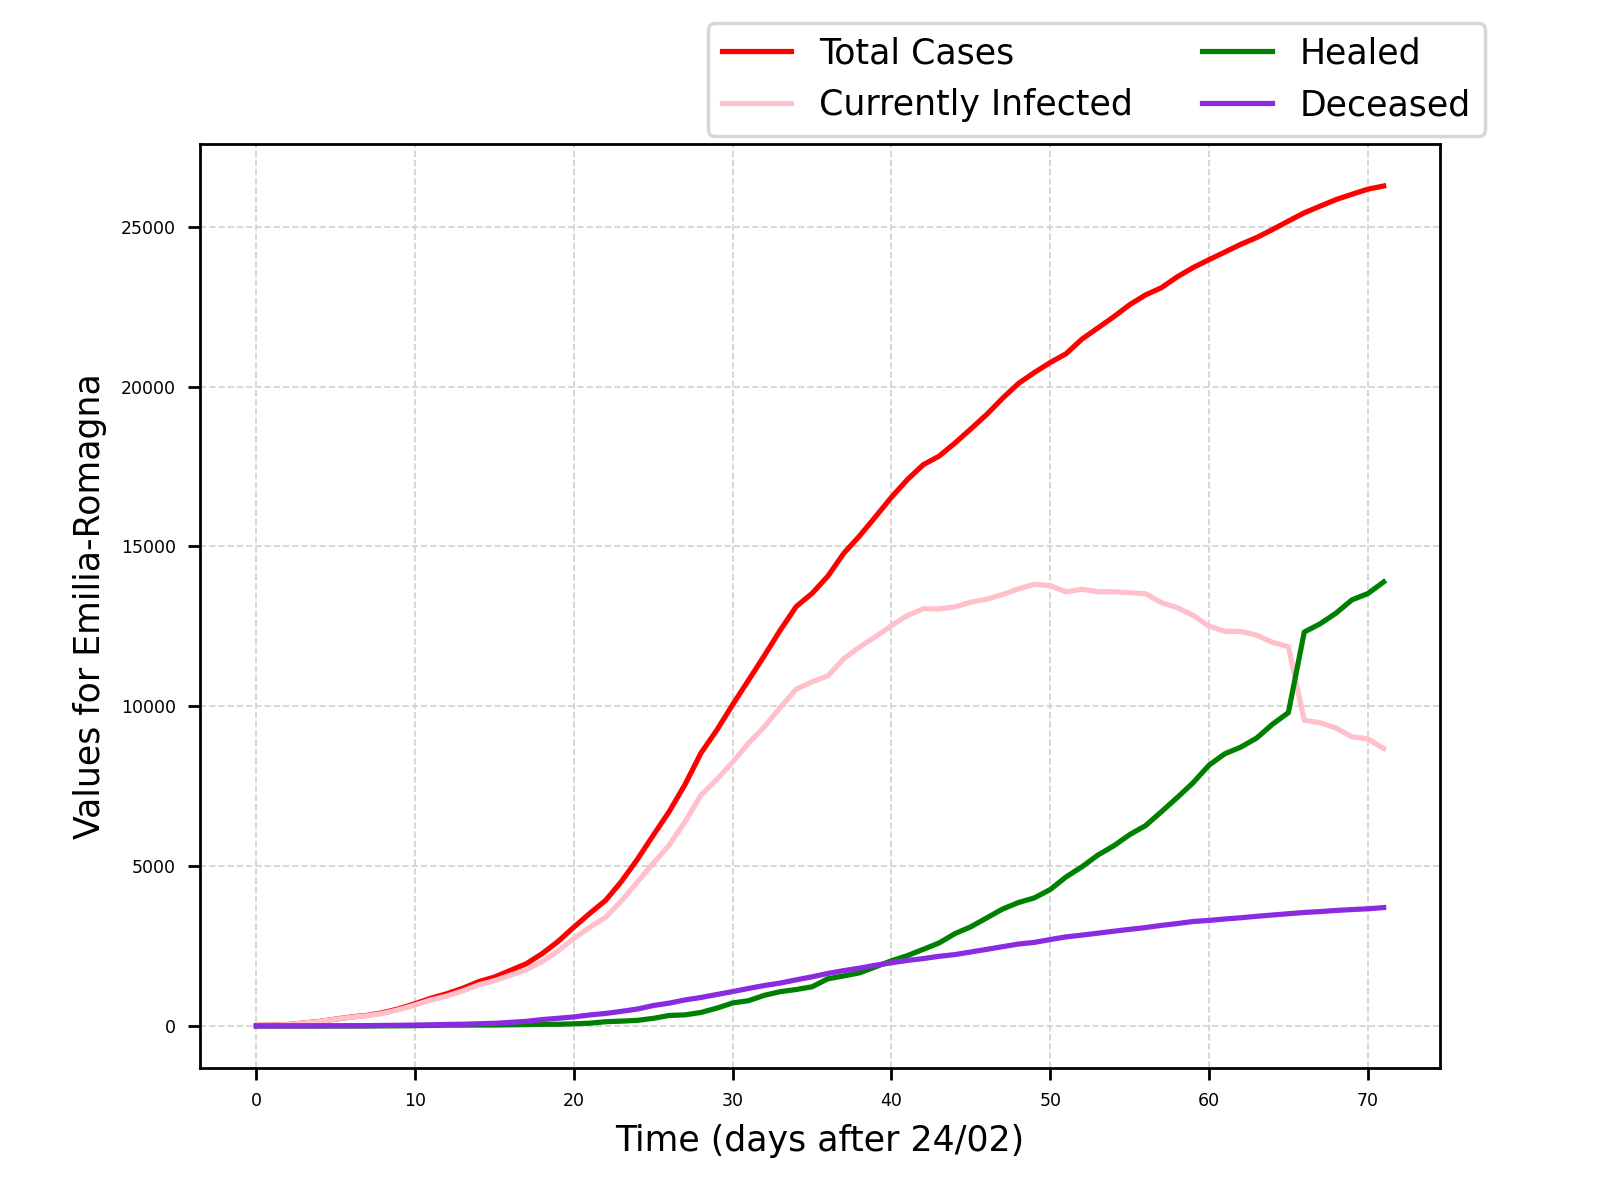 Total Cases
Currently Infected
Healed
Deceased
25000
20000
15000
10000
5000
0
Values for Emilia-Romagna
0 10 20 30 40 50 60 70
Time (days after 24/02)